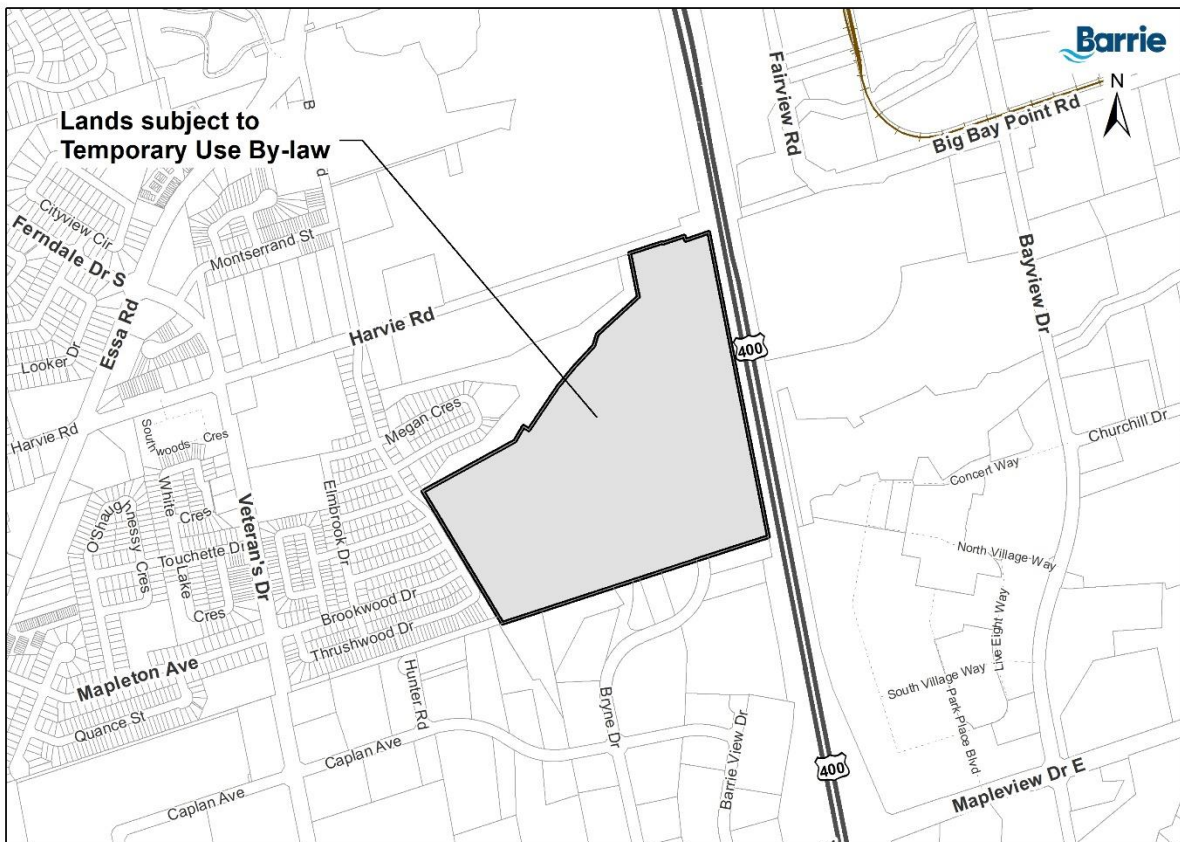 Barrie
N
Lands subject to
Temporary Use By-law
Fairview Rd
Big Bay Point Rd
Cityview Cir
Ferndale Dr S
Montserrand St
Essa Rd
Looker Dr
Harvie Rd
Bayview Dr
400
Harvie Rd
Megan Cres
South
woods
Cres
Churchill Dr
Concert Way
White
Cres
Veteran's Dr
Elmbrook Dr
O'Shaug
hnessy Cres
Touchette Dr
Lake
North Village Way
Cres
Brookwood Dr
Thrushwood Dr
Live Eight Way
Mapleton Ave
Hunter Rd
South Village Way
Park Place Blvd
Quance St
Bryne Dr
Barrie View Dr
Caplan Ave
400
Mapleview Dr E
Caplan Ave